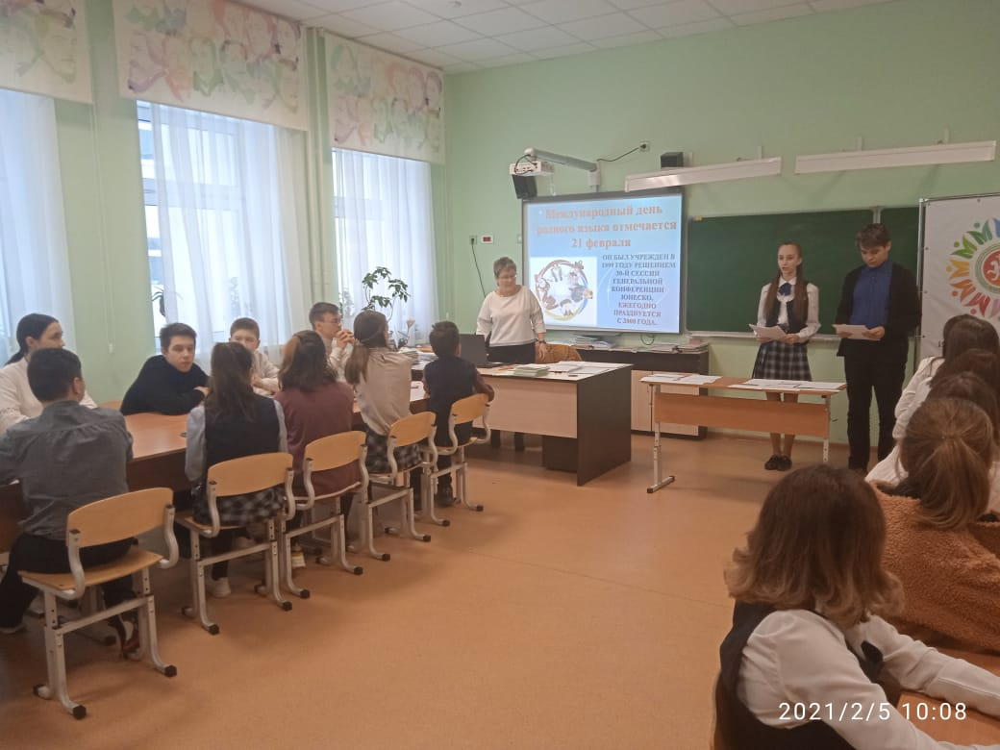 Международный день
родного языка отмечается
21 февраля
ОН БЫЛ УЧРЕЖДЕН В
1999 ГОДУ РЕШЕНИЕМ
30-Й СЕССИИ
ГЕНЕРАЛЬНОЙ
КОНФЕРЕНЦИИ
ЮНЕСКО.
ЕЖЕГОДНО
ПРАЗДНУЕТСЯ
С 2000 ГОДА.
2021/2/5 10:08